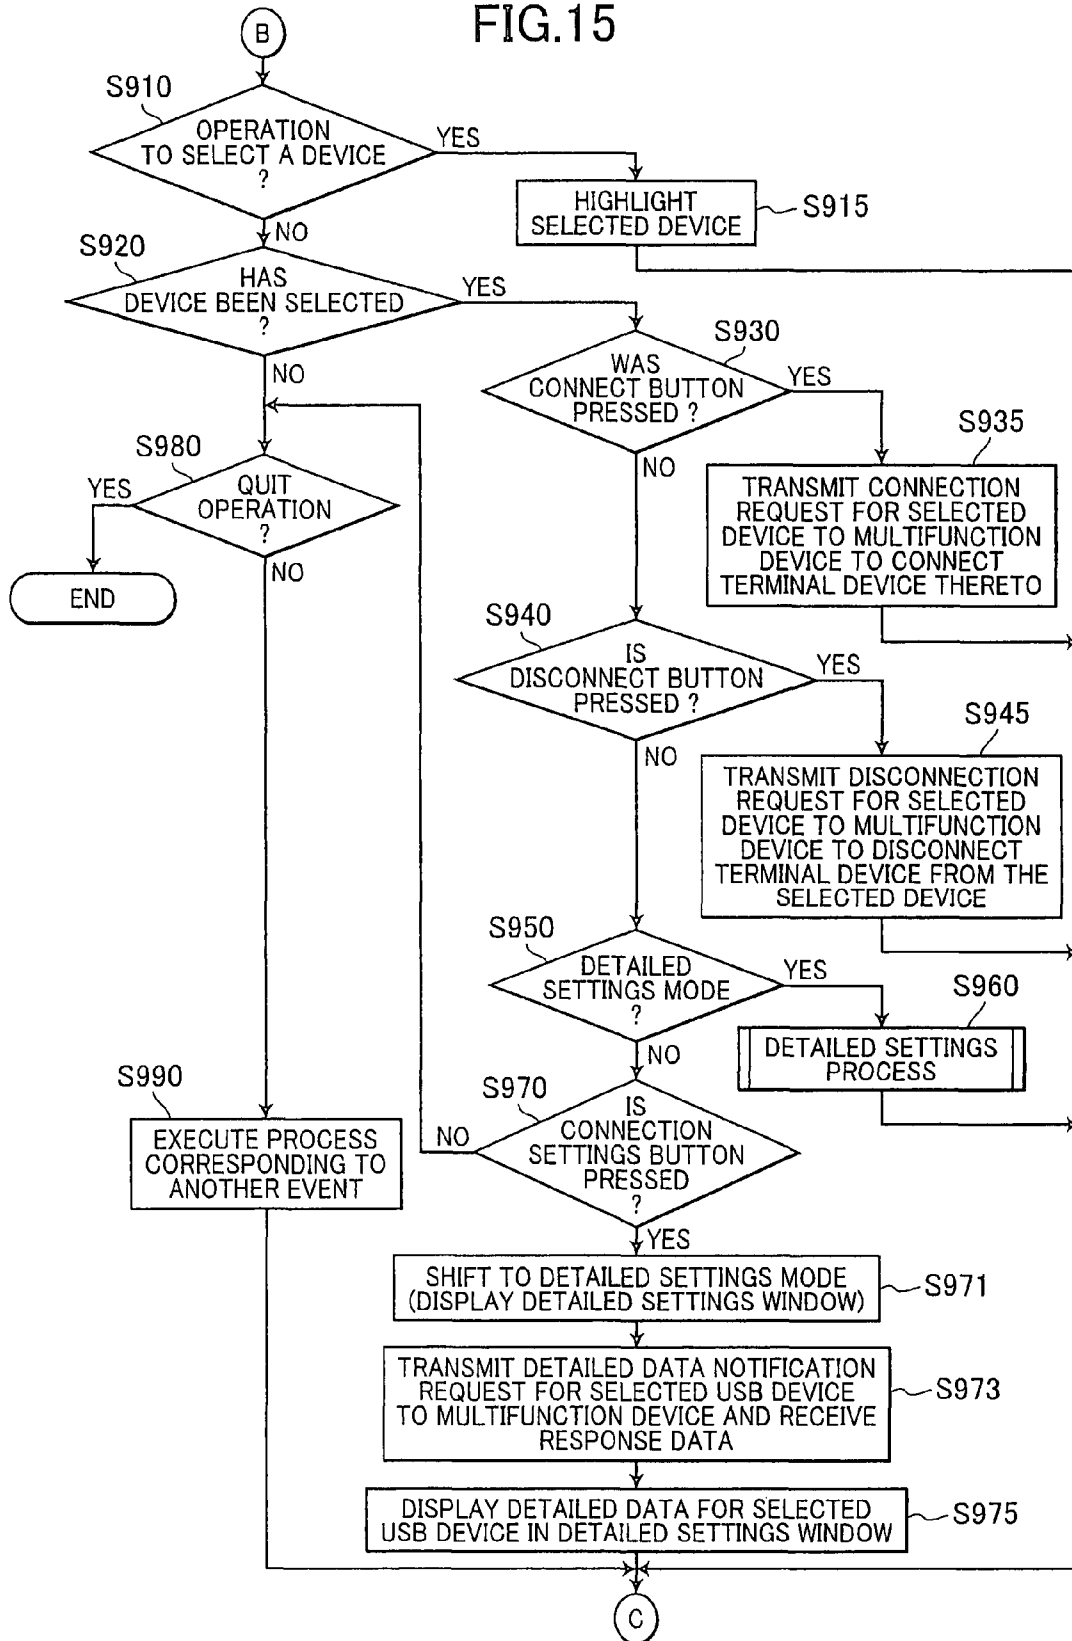 FIG.15
B
S910
OPERATION
TO SELECT A DEVICE
?
YES
HIGHLIGHT
SELECTED DEVICE
S915
NO
S920
HAS
DEVICE BEEN SELECTED
?
YES
S930
WAS
CONNECT BUTTON
PRESSED ?
YES
NO
S935
TRANSMIT CONNECTION
REQUEST FOR SELECTED
DEVICE TO MULTIFUNCTION
DEVICE TO CONNECT
TERMINAL DEVICE THERETO
NO
S980
QUIT
OPERATION
?
YES
END
NO
S940
IS
DISCONNECT BUTTON
PRESSED ?
YES
NO
S945
TRANSMIT DISCONNECTION
REQUEST FOR SELECTED
DEVICE TO MULTIFUNCTION
DEVICE TO DISCONNECT
TERMINAL DEVICE FROM THE
SELECTED DEVICE
S950
DETAILED
SETTINGS MODE
?
YES
S960
DETAILED SETTINGS
PROCESS
NO
S970
IS
CONNECTION
SETTINGS BUTTON
PRESSED
?
NO
YES
S990
EXECUTE PROCESS
CORRESPONDING TO
ANOTHER EVENT
SHIFT TO DETAILED SETTINGS MODE
(DISPLAY DETAILED SETTINGS WINDOW)
S971
TRANSMIT DETAILED DATA NOTIFICATION
REQUEST FOR SELECTED USB DEVICE
TO MULTIFUNCTION DEVICE AND RECEIVE
RESPONSE DATA
S973
DISPLAY DETAILED DATA FOR SELECTED
USB DEVICE IN DETAILED SETTINGS WINDOW
S975
C